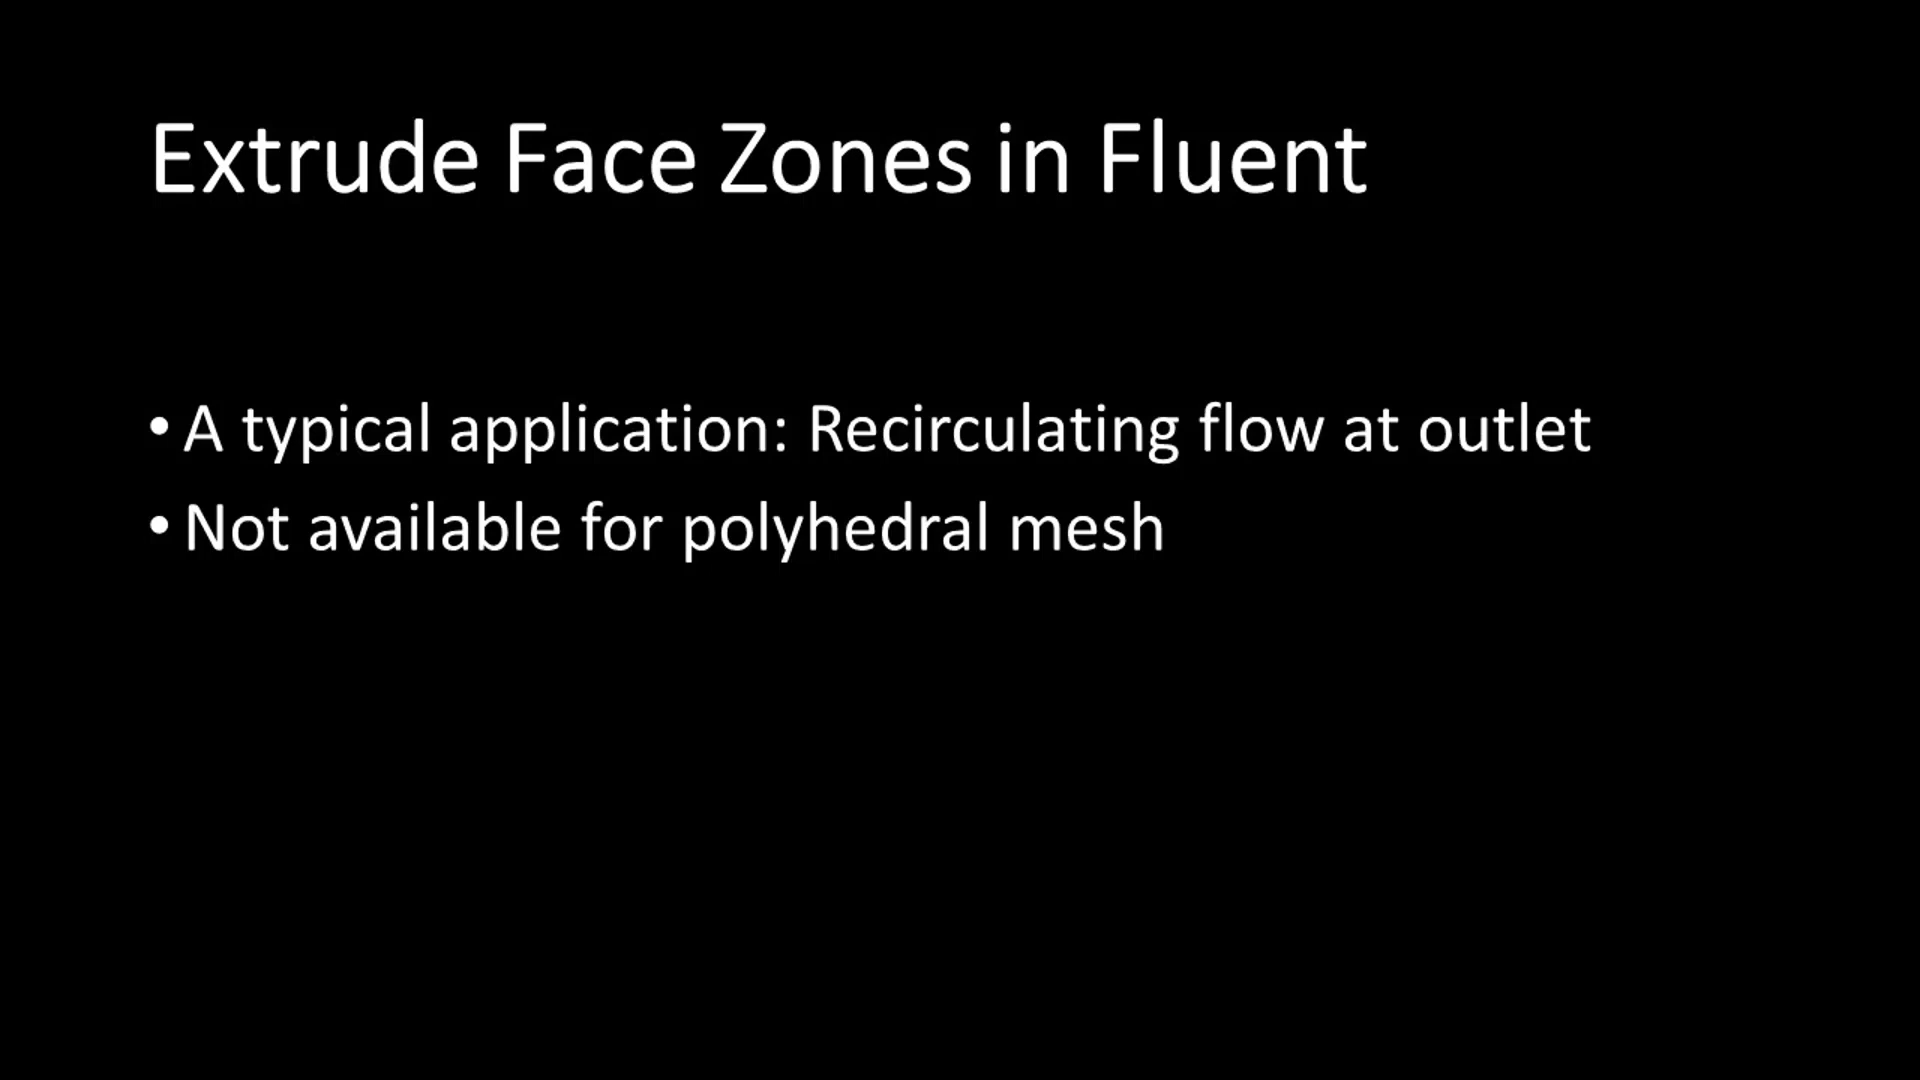 Extrude Face Zones in Fluent
• A typical application: Recirculating flow at outlet
• Not available for polyhedral mesh